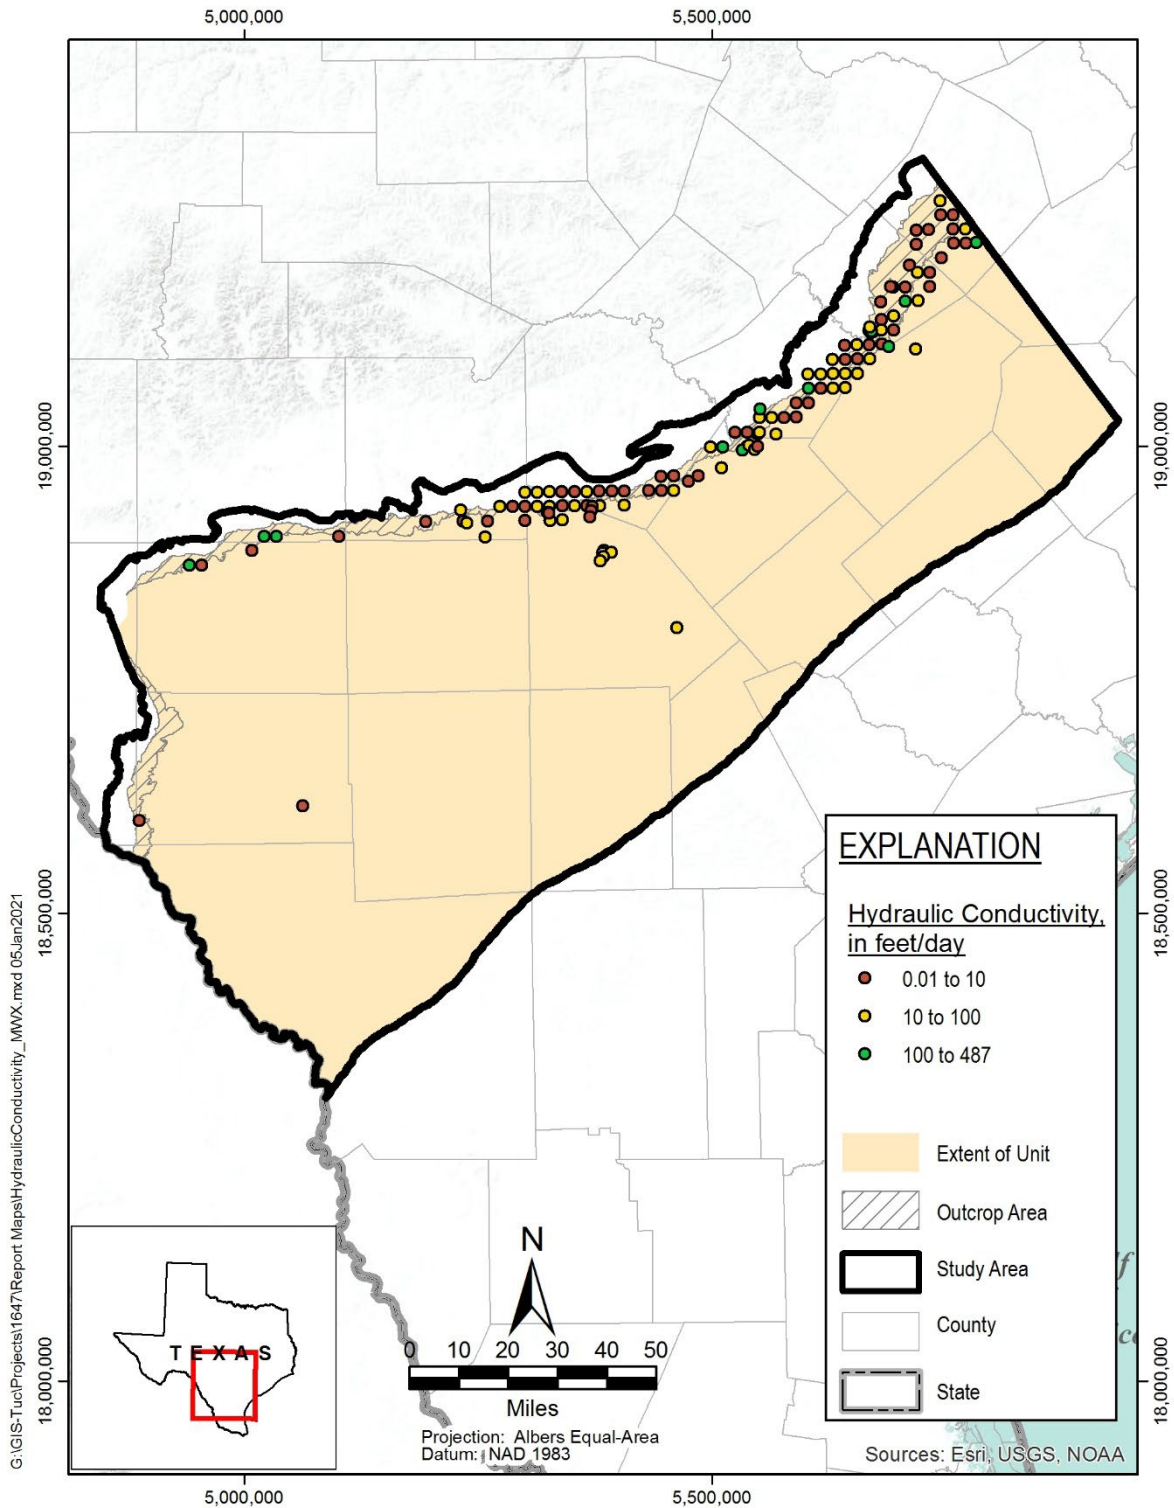 5,000,000
5,500,000
19,000,000
19,000,000
18,500,000
18,500,000
18,000,000
18,000,000
G:\GIS-Tuc\Projects\1647\Report Maps\HydraulicConductivity_MWX.mxd 05Jan2021
EXPLANATION
Hydraulic Conductivity,
in feet/day
0.01 to 10
10 to 100
100 to 487
Extent of Unit
Outcrop Area
Study Area
County
State
TEXAS
N
0 10 20 30 40 50
Miles
Projection: Albers Equal-Area
Datum: NAD 1983
Sources: Esri, USGS, NOAA
5,000,000
5,500,000